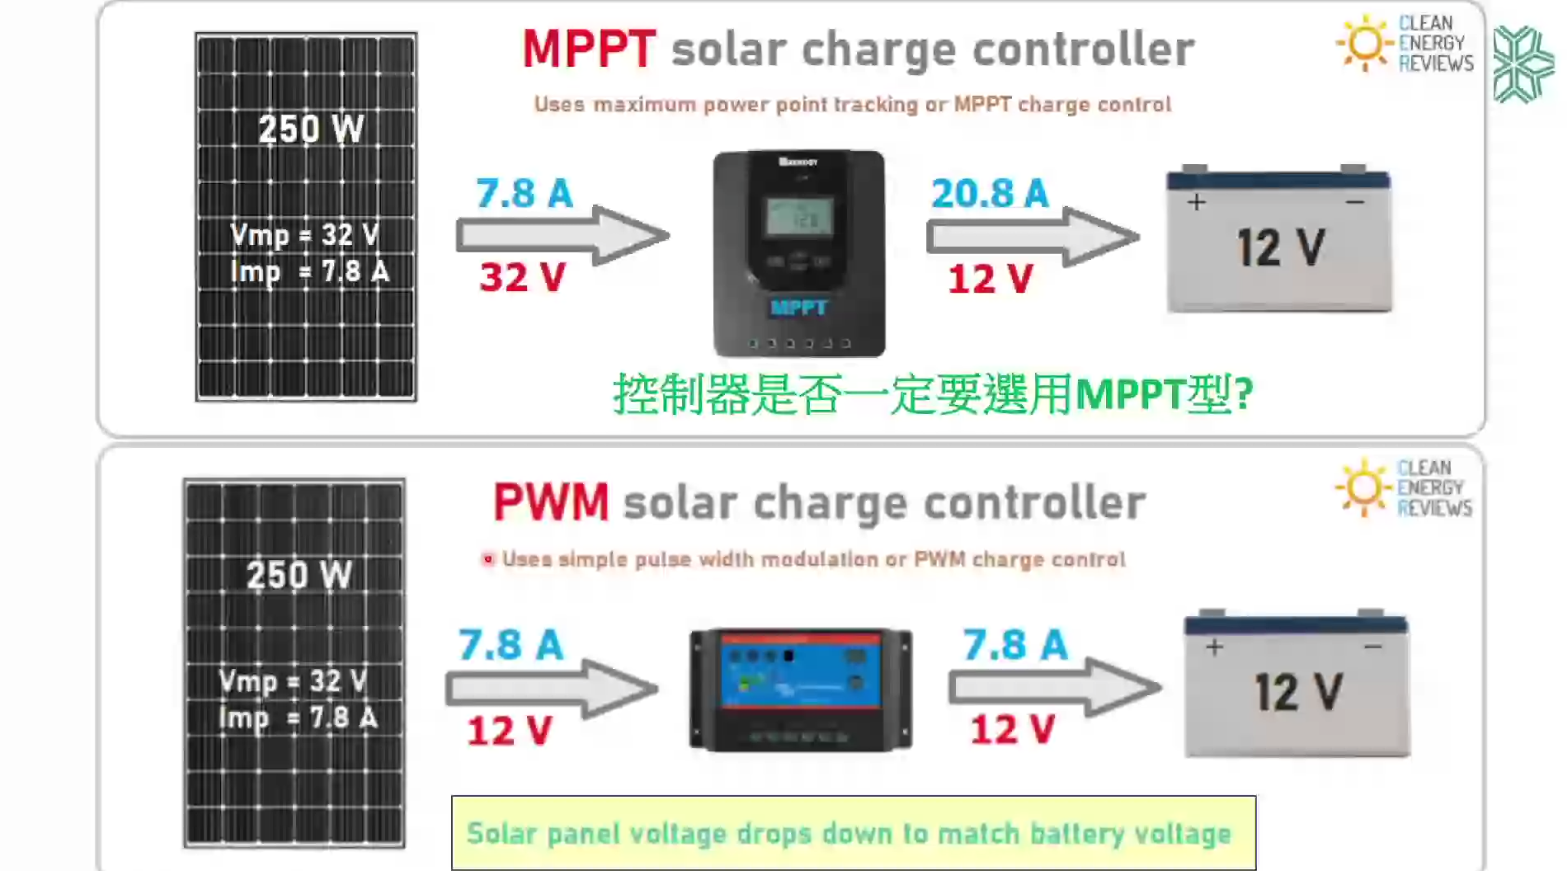 MPPT solar charge controller
CLEAN
ENERGY
REVIEWS
Uses maximum power point tracking or MPPT charge control
250 W
Vmp = 32 V
Imp = 7.8 A
7.8 A
32 V
MPPT
20.8 A
12 V
+ −
12 V
控制器是否一定要選用MPPT型?
PWM solar charge controller
CLEAN
ENERGY
REVIEWS
Uses simple pulse width modulation or PWM charge control
250 W
Vmp = 32 V
Imp = 7.8 A
7.8 A
12 V
7.8 A
12 V
+ −
12 V
Solar panel voltage drops down to match battery voltage